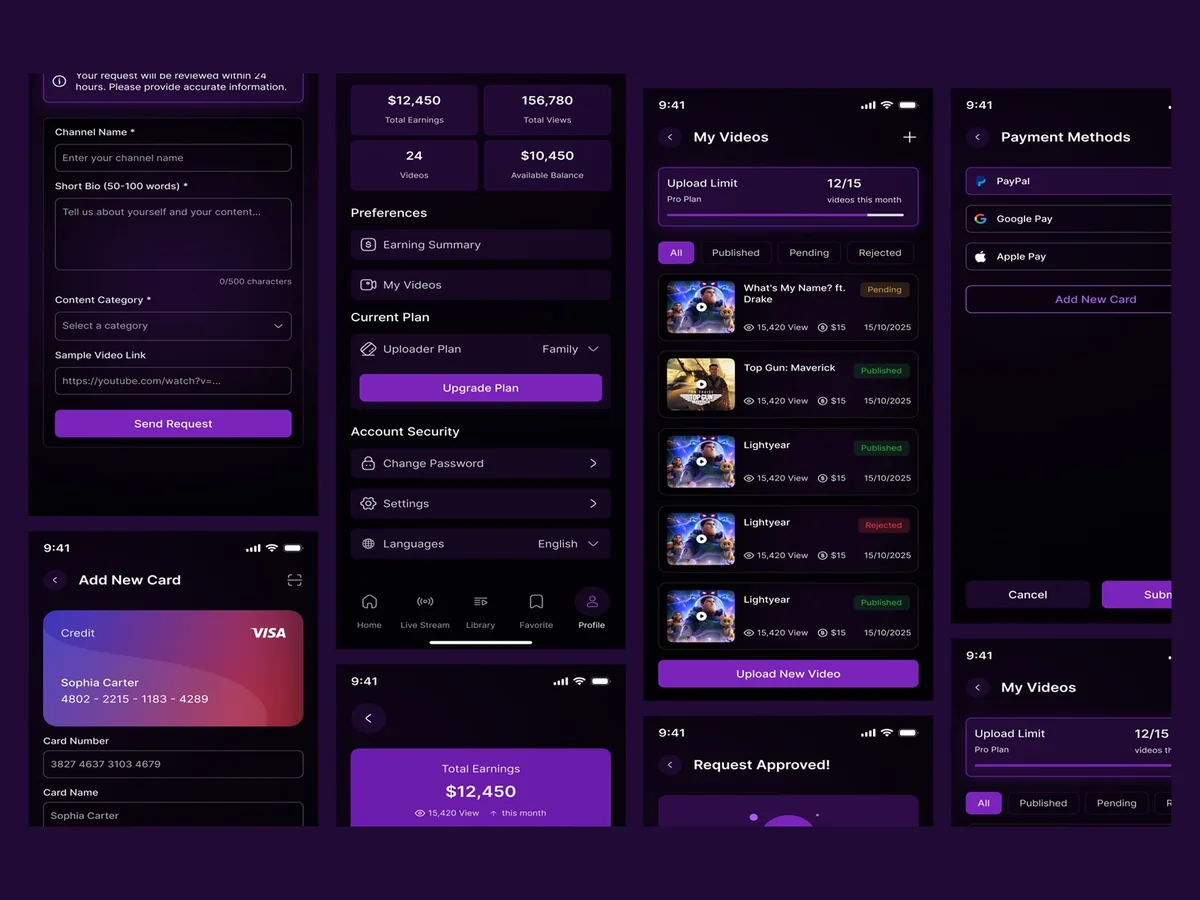 Your request will be reviewed within 24
hours. Please provide accurate information.
Channel Name *
Enter your channel name
Short Bio (50-100 words) *
Tell us about yourself and your content...
0/500 characters
Content Category *
Select a category
Sample Video Link
https://youtube.com/watch?v=...
Send Request
9:41
Add New Card
Credit
VISA
Sophia Carter
4802 - 2215 - 1183 - 4289
Card Number
3827 4637 3103 4679
Card Name
Sophia Carter
$12,450
Total Earnings
156,780
Total Views
24
Videos
$10,450
Available Balance
Preferences
Earning Summary
My Videos
Current Plan
Uploader Plan
Family
Upgrade Plan
Account Security
Change Password
Settings
Languages
English
Home
Live Stream
Library
Favorite
Profile
9:41
Total Earnings
$12,450
15,420 View
↑ this month
9:41
My Videos
Upload Limit
12/15
Pro Plan
videos this month
All
Published
Pending
Rejected
What's My Name? ft.
Drake
Pending
15,420 View
$15
15/10/2025
Top Gun: Maverick
Published
TOP GUN
15,420 View
$15
15/10/2025
Lightyear
Published
15,420 View
$15
15/10/2025
Lightyear
Rejected
15,420 View
$15
15/10/2025
Lightyear
Published
15,420 View
$15
15/10/2025
Upload New Video
9:41
Request Approved!
9:41
Payment Methods
PayPal
Google Pay
Apple Pay
Add New Card
Cancel
Subm
9:41
My Videos
Upload Limit
12/15
Pro Plan
videos th
All
Published
Pending
R